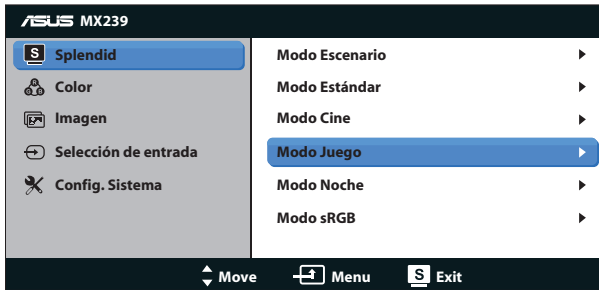 ASUS MX239
S Splendid
Color
Imagen
Selección de entrada
Config. Sistema
Modo Escenario
Modo Estándar
Modo Cine
Modo Juego
Modo Noche
Modo sRGB
Move Menu S Exit